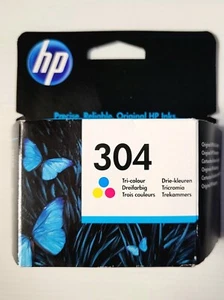 hp
Precise. Reliable. Original HP Inks.
304
Tri-colour Drie-kleuren
Dreifarbig Tricromia
Trois couleurs Trekammers